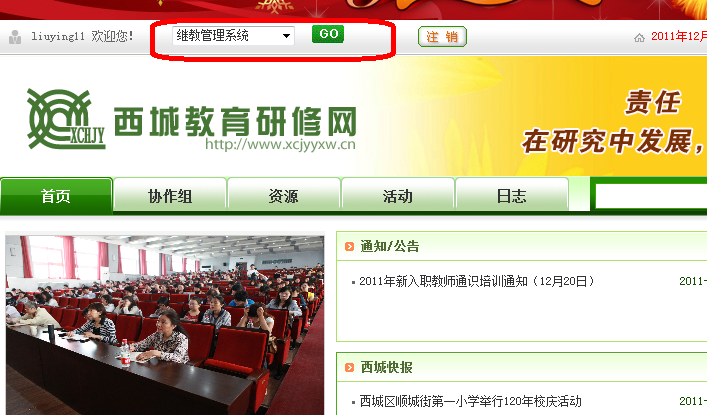 liuying11 欢迎您! 继教管理系统 GO 注 销 2011年12月
XCHJY 西城教育研修网 责任
http://www.xcjyyxw.cn 在研究中发展，
首页 协作组 资源 活动 日志
通知/公告
2011年新入职教师通识培训通知（12月20日） 2011-
西城快报
西城区顺城街第一小学举行120年校庆活动 2011-